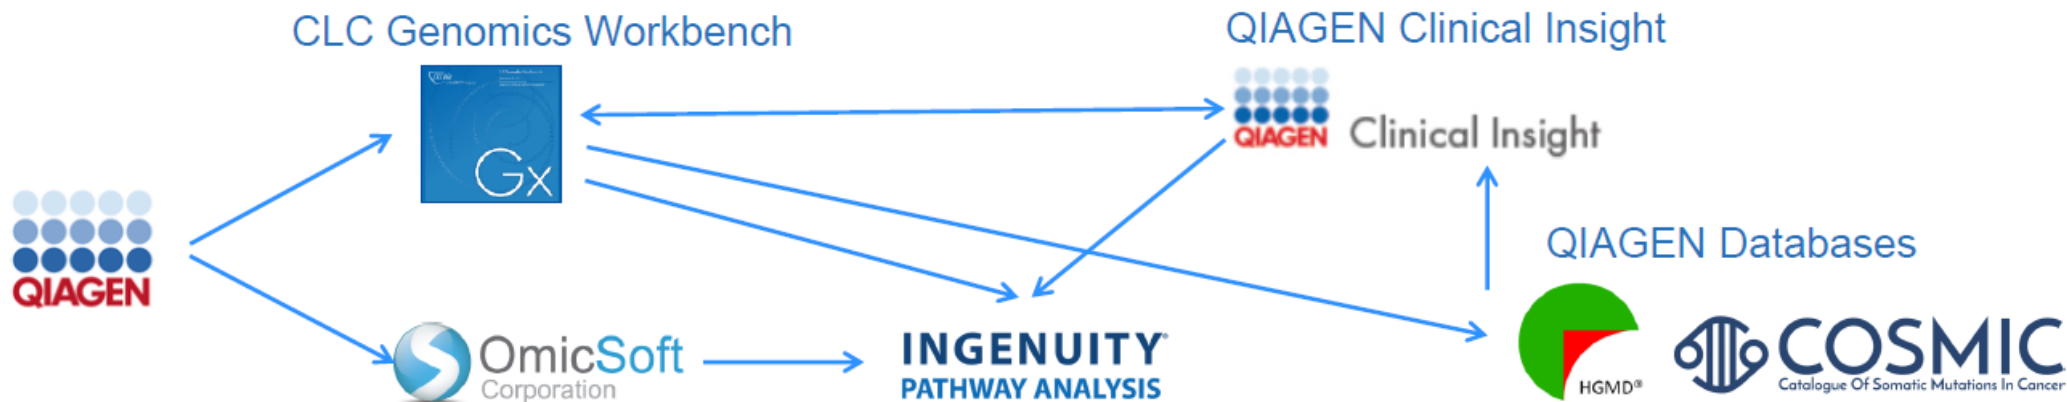 CLC Genomics Workbench
QIAGEN Clinical Insight
Gx
QIAGEN
Clinical Insight
QIAGEN
QIAGEN Databases
OmicSoft
Corporation
INGENUITY®
PATHWAY ANALYSIS
HGMD®
COSMIC
Catalogue Of Somatic Mutations In Cancer